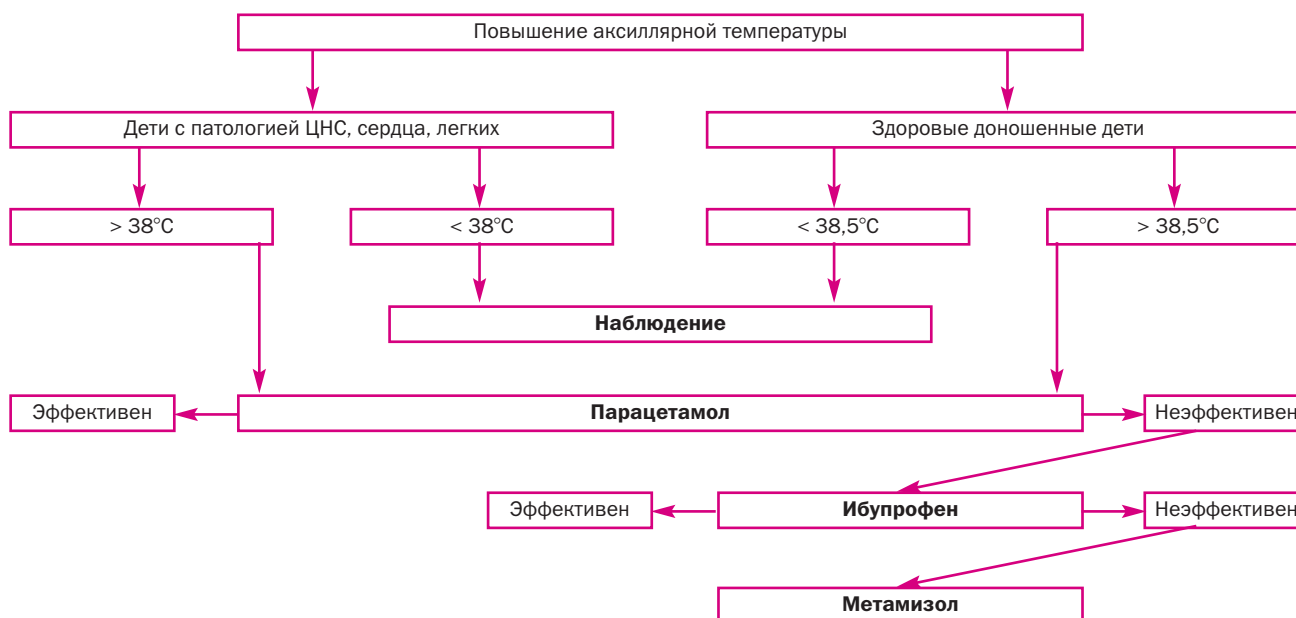 Повышение аксиллярной температуры
Дети с патологией ЦНС, сердца, легких
Здоровые доношенные дети
> 38°C
< 38°C
< 38,5°C
> 38,5°C
Наблюдение
Эффективен
Парацетамол
Неэффективен
Эффективен
Ибупрофен
Неэффективен
Метамизол